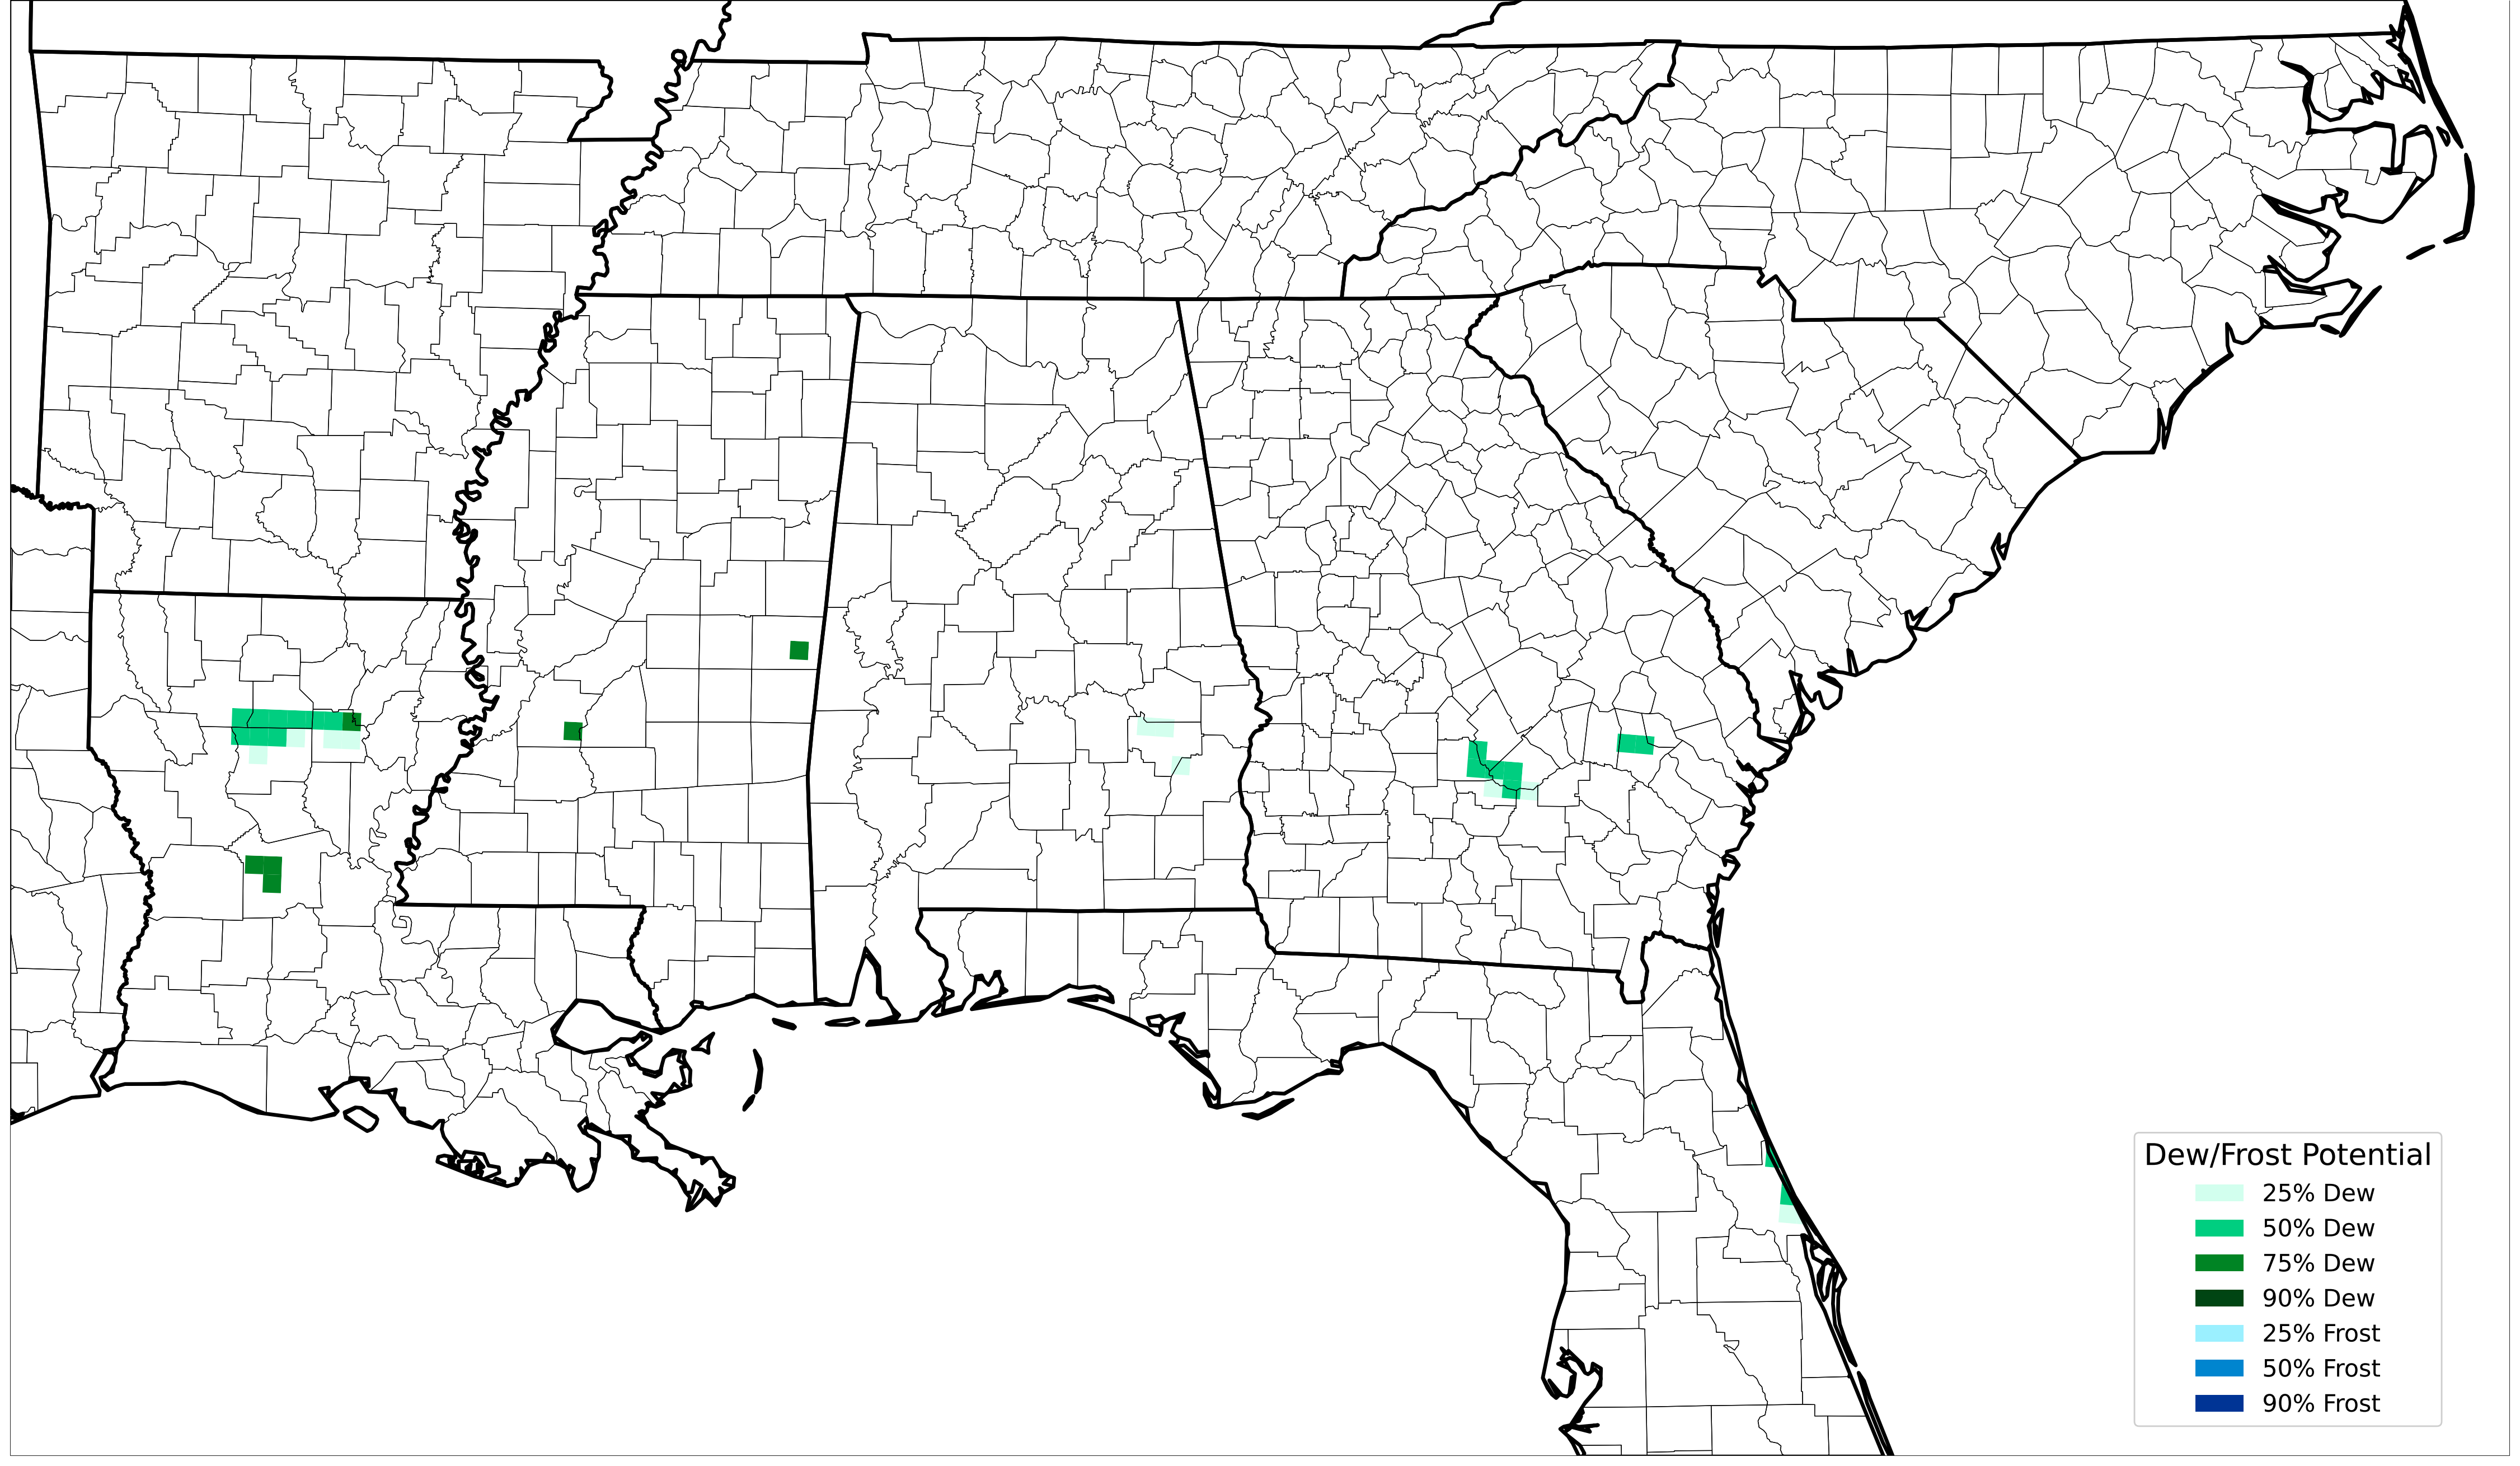 Dew/Frost Potential
25% Dew
50% Dew
75% Dew
90% Dew
25% Frost
50% Frost
90% Frost